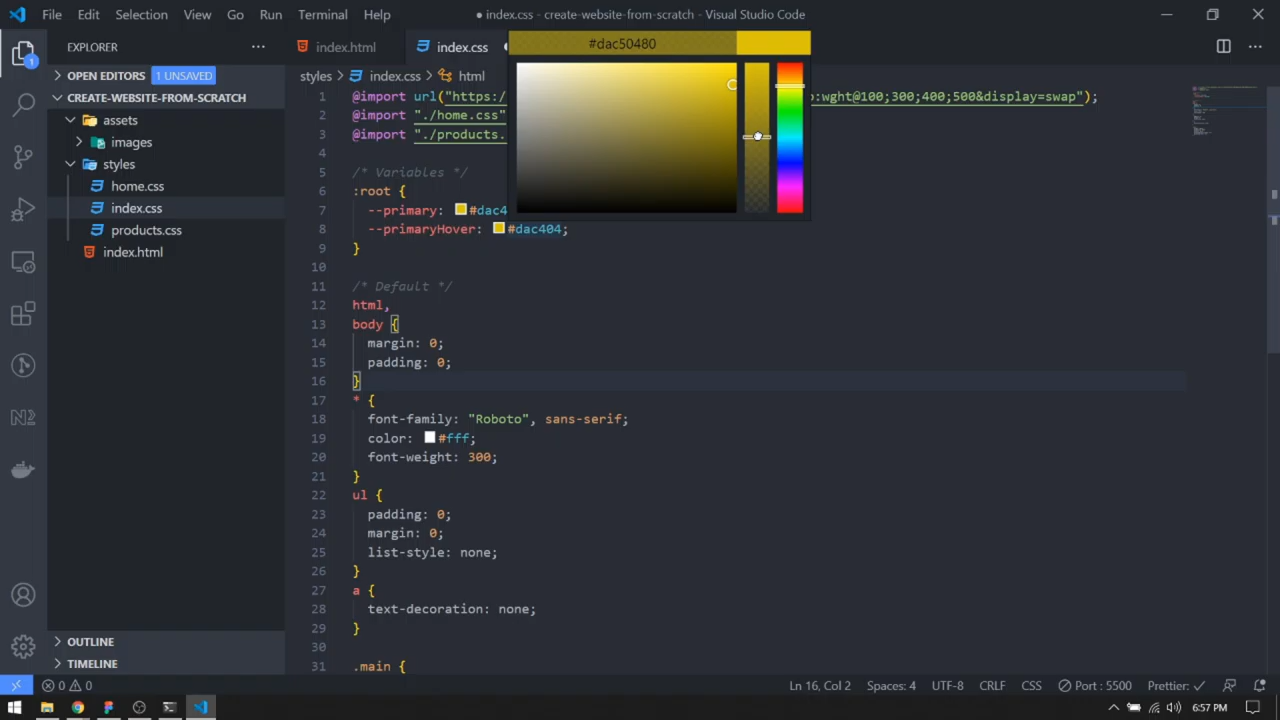 File Edit Selection View Go Run Terminal Help
● index.css - create-website-from-scratch - Visual Studio Code
EXPLORER
index.html
index.css
#dac50480
OPEN EDITORS 1 UNSAVED
CREATE-WEBSITE-FROM-SCRATCH
assets
images
styles
home.css
index.css
products.css
index.html
OUTLINE
TIMELINE
styles > index.css > html
1 @import url("https:/ :wght@100;300;400;500&display=swap");
2 @import "./home.css"
3 @import "./products.
4
5 /* Variables */
6 :root {
7 --primary: #dac4
8 --primaryHover: #dac404;
9 }
10
11 /* Default */
12 html,
13 body {
14 margin: 0;
15 padding: 0;
16 }
17 * {
18 font-family: "Roboto", sans-serif;
19 color: #fff;
20 font-weight: 300;
21 }
22 ul {
23 padding: 0;
24 margin: 0;
25 list-style: none;
26 }
27 a {
28 text-decoration: none;
29 }
30
31 .main {
0 0
Ln 16, Col 2 Spaces: 4 UTF-8 CRLF CSS Port : 5500 Prettier: ✓
6:57 PM